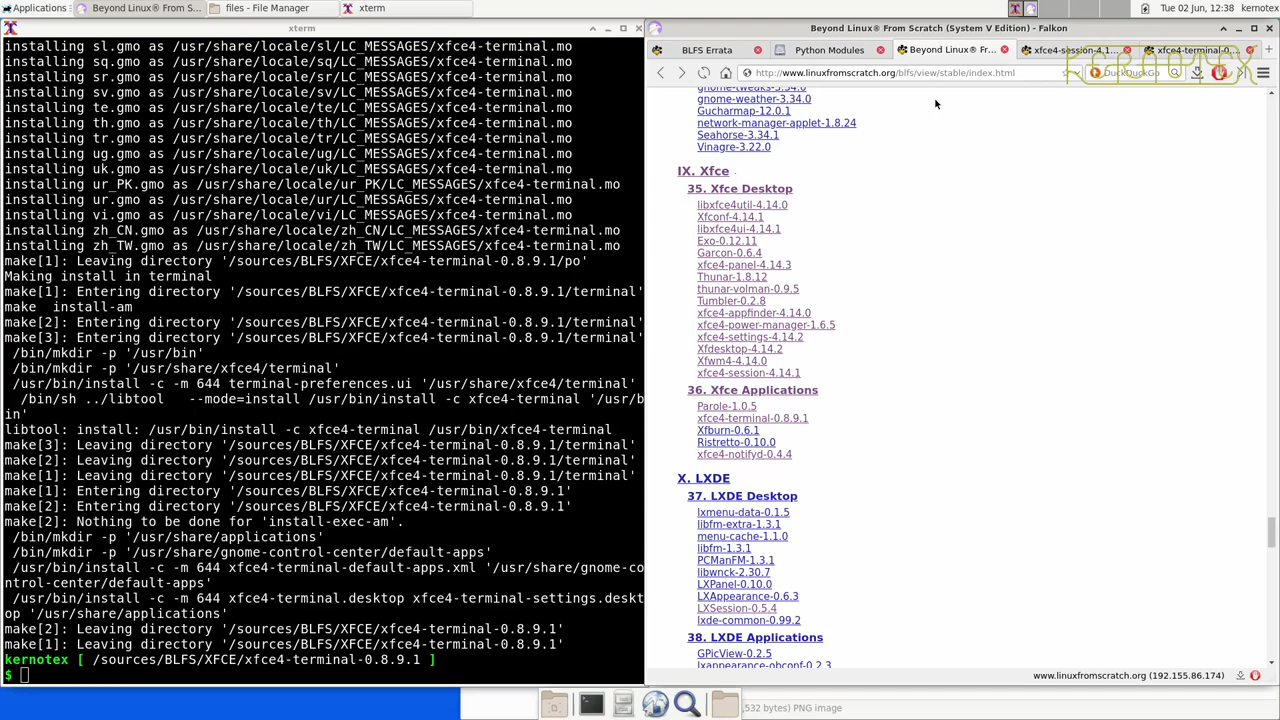 Applications
Beyond Linux® From S...
files - File Manager
xterm
Tue 02 Jun, 12:38
kernotex
xterm
installing sl.gmo as /usr/share/locale/sl/LC_MESSAGES/xfce4-terminal.mo
installing sq.gmo as /usr/share/locale/sq/LC_MESSAGES/xfce4-terminal.mo
installing sr.gmo as /usr/share/locale/sr/LC_MESSAGES/xfce4-terminal.mo
installing sv.gmo as /usr/share/locale/sv/LC_MESSAGES/xfce4-terminal.mo
installing te.gmo as /usr/share/locale/te/LC_MESSAGES/xfce4-terminal.mo
installing th.gmo as /usr/share/locale/th/LC_MESSAGES/xfce4-terminal.mo
installing tr.gmo as /usr/share/locale/tr/LC_MESSAGES/xfce4-terminal.mo
installing ug.gmo as /usr/share/locale/ug/LC_MESSAGES/xfce4-terminal.mo
installing uk.gmo as /usr/share/locale/uk/LC_MESSAGES/xfce4-terminal.mo
installing ur_PK.gmo as /usr/share/locale/ur_PK/LC_MESSAGES/xfce4-terminal.mo
installing ur.gmo as /usr/share/locale/ur/LC_MESSAGES/xfce4-terminal.mo
installing vi.gmo as /usr/share/locale/vi/LC_MESSAGES/xfce4-terminal.mo
installing zh_CN.gmo as /usr/share/locale/zh_CN/LC_MESSAGES/xfce4-terminal.mo
installing zh_TW.gmo as /usr/share/locale/zh_TW/LC_MESSAGES/xfce4-terminal.mo
make[1]: Leaving directory '/sources/BLFS/XFCE/xfce4-terminal-0.8.9.1/po'
Making install in terminal
make[1]: Entering directory '/sources/BLFS/XFCE/xfce4-terminal-0.8.9.1/terminal'
make  install-am
make[2]: Entering directory '/sources/BLFS/XFCE/xfce4-terminal-0.8.9.1/terminal'
make[3]: Entering directory '/sources/BLFS/XFCE/xfce4-terminal-0.8.9.1/terminal'
/bin/mkdir -p '/usr/bin'
/bin/mkdir -p '/usr/share/xfce4/terminal'
/usr/bin/install -c -m 644 terminal-preferences.ui '/usr/share/xfce4/terminal'
/bin/sh ../libtool   --mode=install /usr/bin/install -c xfce4-terminal '/usr/b
in'
libtool: install: /usr/bin/install -c xfce4-terminal /usr/bin/xfce4-terminal
make[3]: Leaving directory '/sources/BLFS/XFCE/xfce4-terminal-0.8.9.1/terminal'
make[2]: Leaving directory '/sources/BLFS/XFCE/xfce4-terminal-0.8.9.1/terminal'
make[1]: Leaving directory '/sources/BLFS/XFCE/xfce4-terminal-0.8.9.1/terminal'
make[1]: Entering directory '/sources/BLFS/XFCE/xfce4-terminal-0.8.9.1'
make[2]: Entering directory '/sources/BLFS/XFCE/xfce4-terminal-0.8.9.1'
make[2]: Nothing to be done for 'install-exec-am'.
/bin/mkdir -p '/usr/share/applications'
/bin/mkdir -p '/usr/share/gnome-control-center/default-apps'
/usr/bin/install -c -m 644 xfce4-terminal-default-apps.xml '/usr/share/gnome-co
ntrol-center/default-apps'
/usr/bin/install -c -m 644 xfce4-terminal.desktop xfce4-terminal-settings.deskt
op '/usr/share/applications'
make[2]: Leaving directory '/sources/BLFS/XFCE/xfce4-terminal-0.8.9.1'
make[1]: Leaving directory '/sources/BLFS/XFCE/xfce4-terminal-0.8.9.1'
kernotex [ /sources/BLFS/XFCE/xfce4-terminal-0.8.9.1 ]
$
Beyond Linux® From Scratch (System V Edition) - Falkon
BLFS Errata
Python Modules
Beyond Linux® Fr...
xfce4-session-4.1...
xfce4-terminal-0...
http://www.linuxfromscratch.org/blfs/view/stable/index.html
DuckDuckGo
gnome-tweaks-3.34.0
gnome-weather-3.34.0
Gucharmap-12.0.1
network-manager-applet-1.8.24
Seahorse-3.34.1
Vinagre-3.22.0
IX. Xfce
35. Xfce Desktop
libxfce4util-4.14.0
Xfconf-4.14.1
libxfce4ui-4.14.1
Exo-0.12.11
Garcon-0.6.4
xfce4-panel-4.14.3
Thunar-1.8.12
thunar-volman-0.9.5
Tumbler-0.2.8
xfce4-appfinder-4.14.0
xfce4-power-manager-1.6.5
xfce4-settings-4.14.2
Xfdesktop-4.14.2
Xfwm4-4.14.0
xfce4-session-4.14.1
36. Xfce Applications
Parole-1.0.5
xfce4-terminal-0.8.9.1
Xfburn-0.6.1
Ristretto-0.10.0
xfce4-notifyd-0.4.4
X. LXDE
37. LXDE Desktop
lxmenu-data-0.1.5
libfm-extra-1.3.1
menu-cache-1.1.0
libfm-1.3.1
PCManFM-1.3.1
libwnck-2.30.7
LXPanel-0.10.0
LXAppearance-0.6.3
LXSession-0.5.4
lxde-common-0.99.2
38. LXDE Applications
GPicView-0.2.5
lxappearance-obconf-0.2.3
www.linuxfromscratch.org (192.155.86.174)
,532 bytes) PNG image